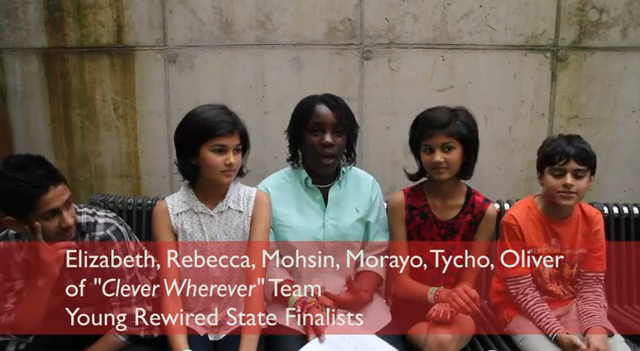 Elizabeth, Rebecca, Mohsin, Morayo, Tycho, Oliver
of "Clever Wherever" Team
Young Rewired State Finalists